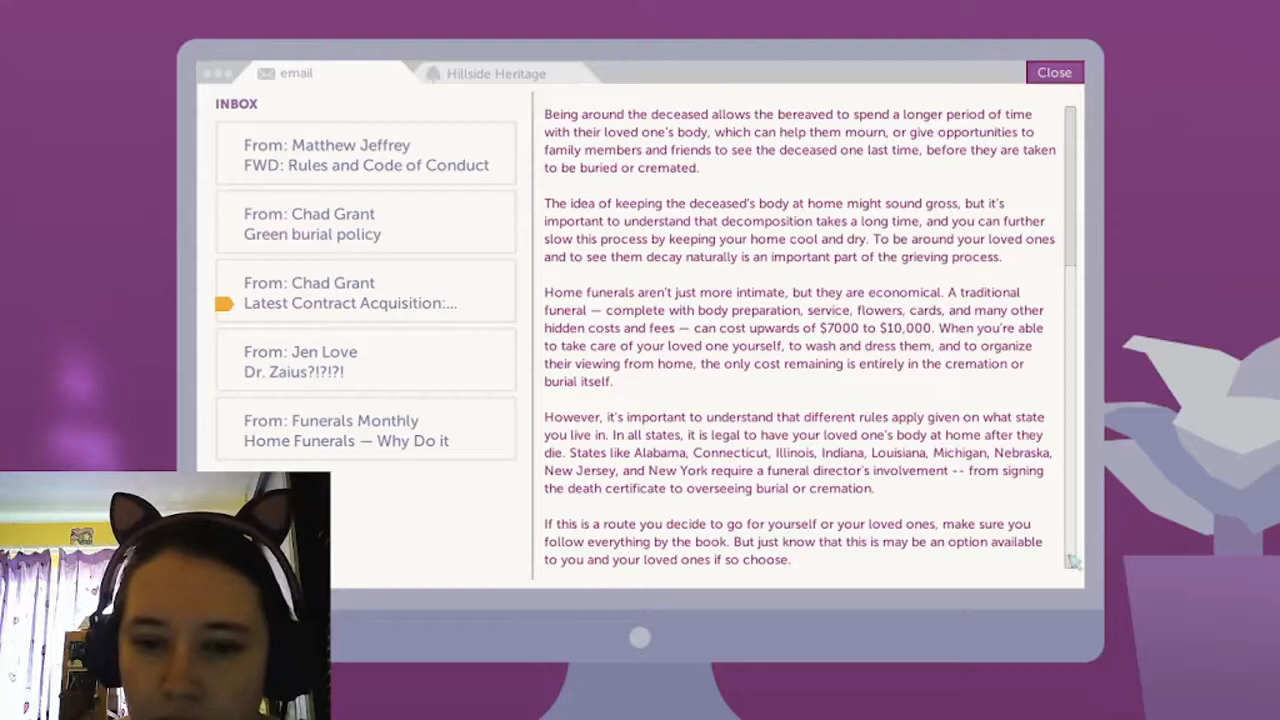 email
Hillside Heritage
Close
INBOX
From: Matthew Jeffrey
FWD: Rules and Code of Conduct
From: Chad Grant
Green burial policy
From: Chad Grant
Latest Contract Acquisition:...
From: Jen Love
Dr. Zaius?!?!?!
From: Funerals Monthly
Home Funerals — Why Do it
Being around the deceased allows the bereaved to spend a longer period of time
with their loved one's body, which can help them mourn, or give opportunities to
family members and friends to see the deceased one last time, before they are taken
to be buried or cremated.
The idea of keeping the deceased's body at home might sound gross, but it's
important to understand that decomposition takes a long time, and you can further
slow this process by keeping your home cool and dry. To be around your loved ones
and to see them decay naturally is an important part of the grieving process.
Home funerals aren't just more intimate, but they are economical. A traditional
funeral — complete with body preparation, service, flowers, cards, and many other
hidden costs and fees — can cost upwards of $7000 to $10,000. When you're able
to take care of your loved one yourself, to wash and dress them, and to organize
their viewing from home, the only cost remaining is entirely in the cremation or
burial itself.
However, it's important to understand that different rules apply given on what state
you live in. In all states, it is legal to have your loved one's body at home after they
die. States like Alabama, Connecticut, Illinois, Indiana, Louisiana, Michigan, Nebraska,
New Jersey, and New York require a funeral director's involvement -- from signing
the death certificate to overseeing burial or cremation.
If this is a route you decide to go for yourself or your loved ones, make sure you
follow everything by the book. But just know that this is may be an option available
to you and your loved ones if so choose.